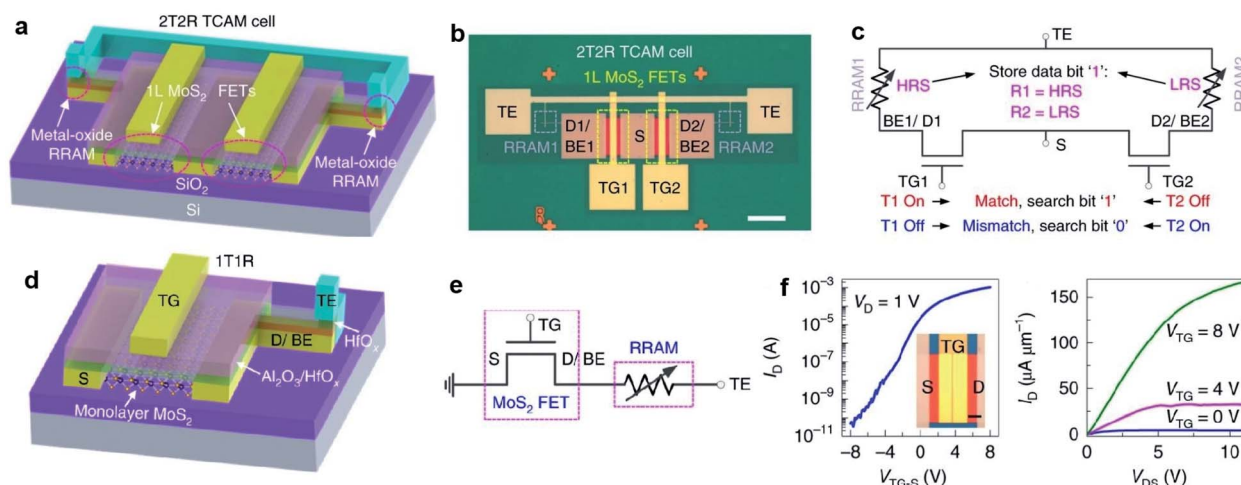 a
2T2R TCAM cell
1L MoS2
FETs
Metal-oxide
RRAM
Metal-oxide
RRAM
SiO2
Si
b
2T2R TCAM cell
1L MoS2 FETs
TE
TE
D1/
BE1
S
D2/
BE2
RRAM1
RRAM2
TG1
TG2
c
TE
RRAM1
HRS
Store data bit '1':
R1 = HRS
R2 = LRS
LRS
RRAM2
BE1/ D1
D2/ BE2
S
TG1
TG2
T1 On → Match, search bit '1' ← T2 Off
T1 Off → Mismatch, search bit '0' ← T2 On
d
1T1R
TG
TE
D/ BE
HfOx
S
Al2O3/HfOx
Monolayer MoS2
e
TG
S
D/ BE
RRAM
MoS2 FET
TE
f
10−3
10−5
10−7
10−9
10−11
ID (A)
VD = 1 V
TG
S
D
−8 −4 0 4 8
VTG-S (V)
150
100
50
0
ID (µA µm−1)
VTG = 8 V
VTG = 4 V
VTG = 0 V
0 5 10
VDS (V)